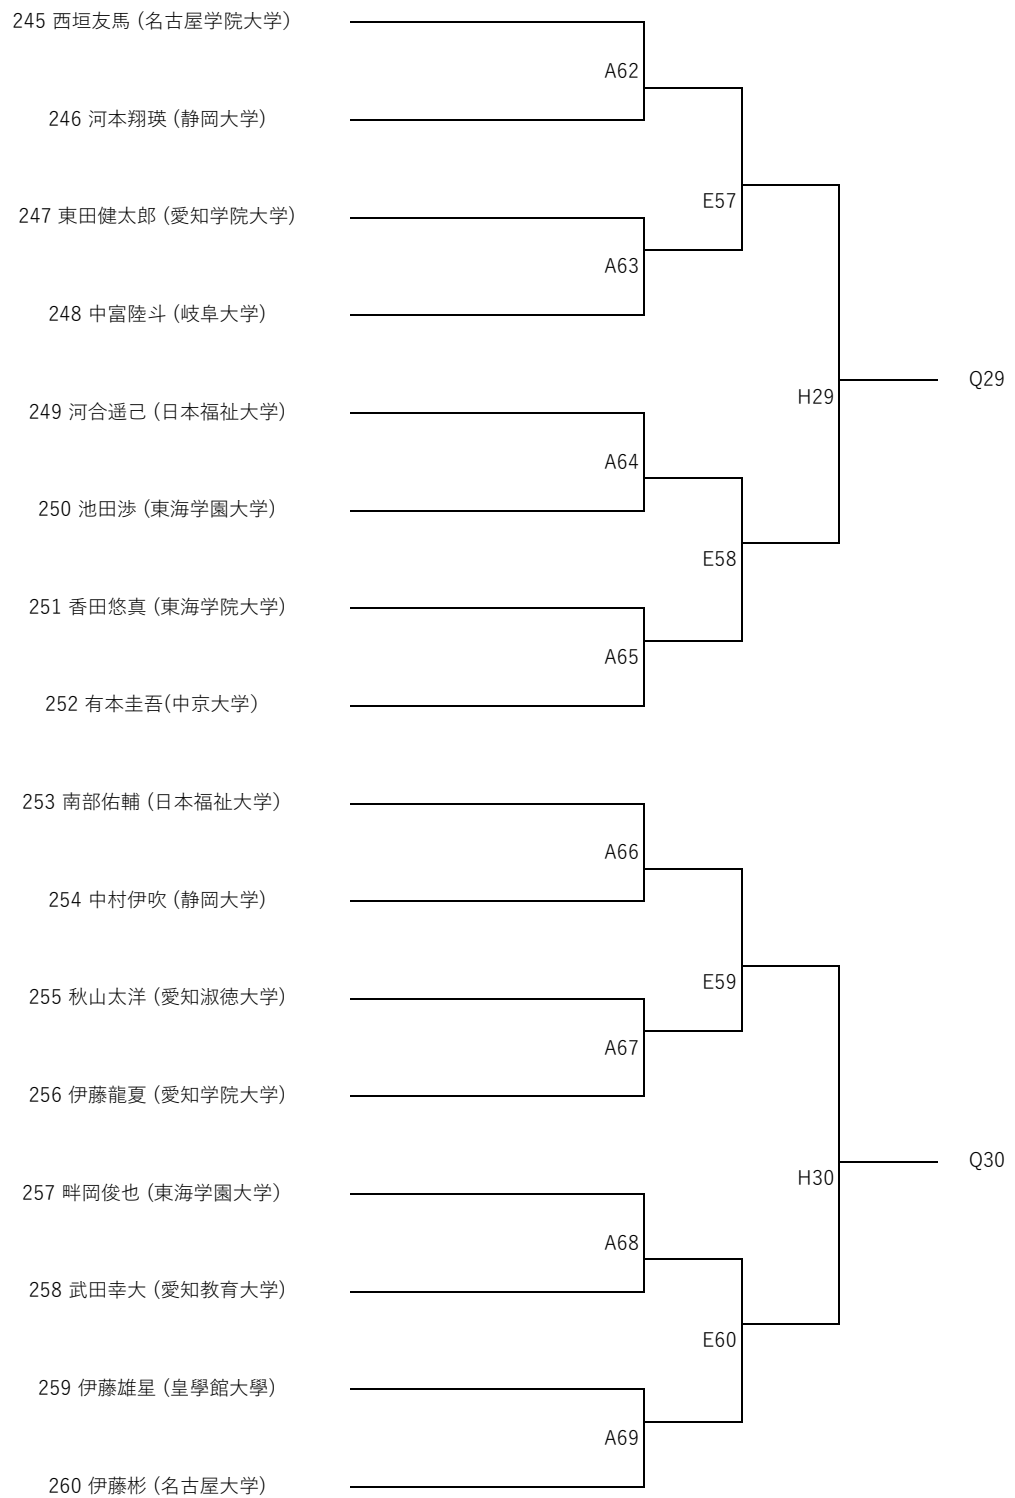 245 西垣友馬 (名古屋学院大学)
A62
246 河本翔瑛 (静岡大学)
E57
247 東田健太郎 (愛知学院大学)
A63
248 中富陸斗 (岐阜大学)
H29
Q29
249 河合遥己 (日本福祉大学)
A64
250 池田渉 (東海学園大学)
E58
251 香田悠真 (東海学院大学)
A65
252 有本圭吾(中京大学)
253 南部佑輔 (日本福祉大学)
A66
254 中村伊吹 (静岡大学)
E59
255 秋山太洋 (愛知淑徳大学)
A67
256 伊藤龍夏 (愛知学院大学)
H30
Q30
257 畔岡俊也 (東海学園大学)
A68
258 武田幸大 (愛知教育大学)
E60
259 伊藤雄星 (皇學館大學)
A69
260 伊藤彬 (名古屋大学)